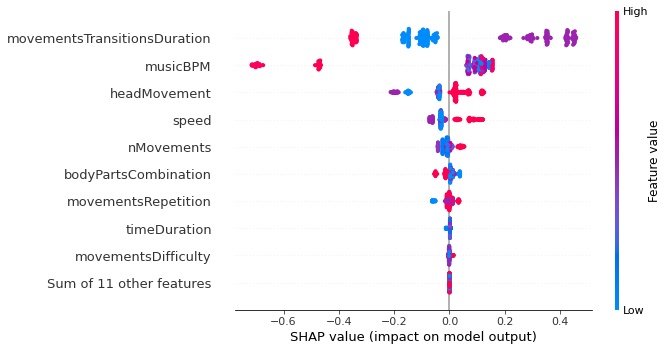 High
movementsTransitionsDuration
musicBPM
headMovement
speed
nMovements
bodyPartsCombination
movementsRepetition
timeDuration
movementsDifficulty
Sum of 11 other features
Feature value
Low
−0.6 −0.4 −0.2 0.0 0.2 0.4
SHAP value (impact on model output)